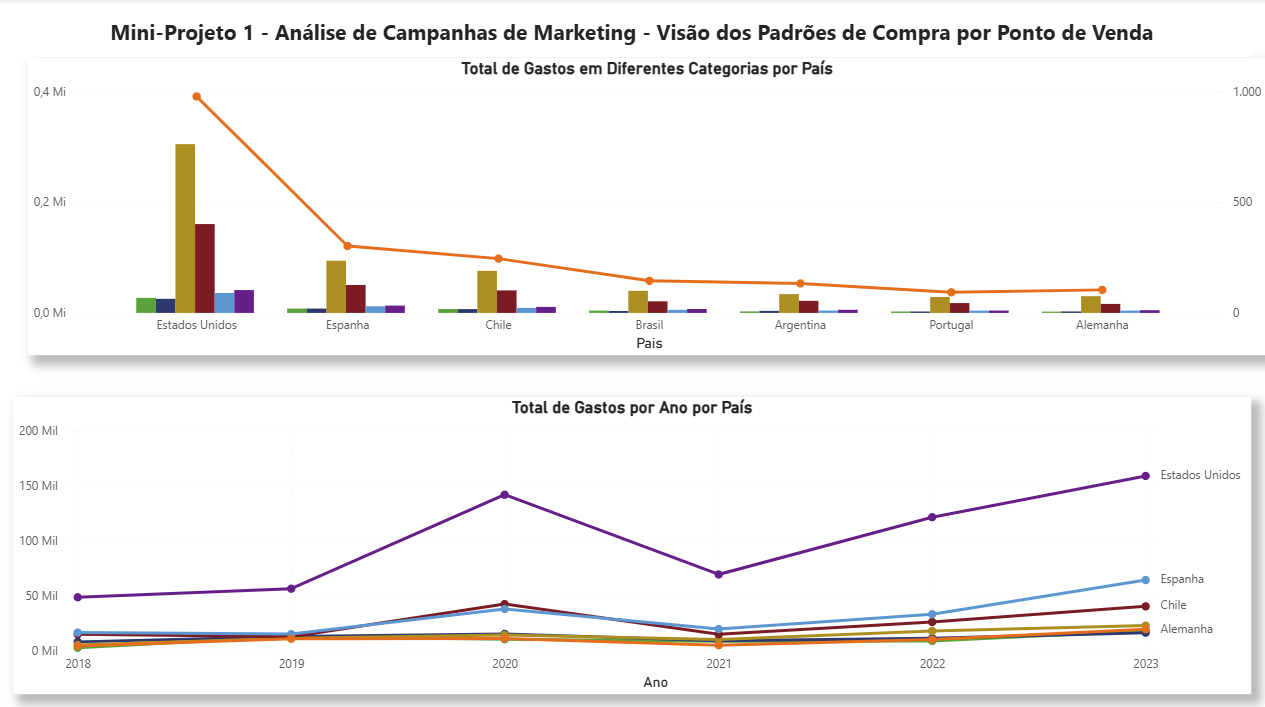 Mini-Projeto 1 - Análise de Campanhas de Marketing - Visão dos Padrões de Compra por Ponto de Venda
Total de Gastos em Diferentes Categorias por País
0,4 Mi
1.000
0,2 Mi
500
0,0 Mi
0
Estados Unidos
Espanha
Chile
Brasil
Argentina
Portugal
Alemanha
Pais
Total de Gastos por Ano por País
200 Mil
150 Mil
100 Mil
50 Mil
0 Mil
Estados Unidos
Espanha
Chile
Alemanha
2018
2019
2020
2021
2022
2023
Ano